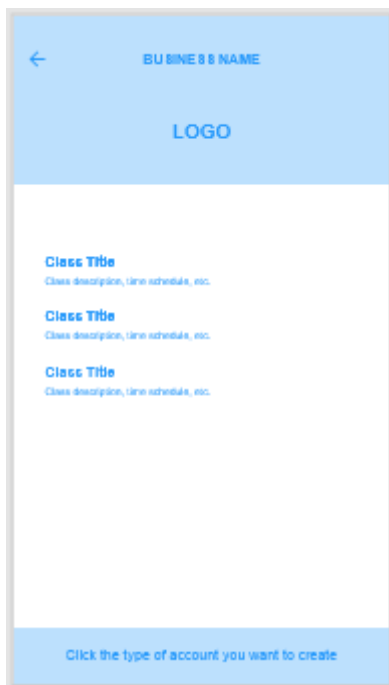 BUSINESS NAME
LOGO
Class Title
Class description, time schedule, etc.
Class Title
Class description, time schedule, etc.
Class Title
Class description, time schedule, etc.
Click the type of account you want to create